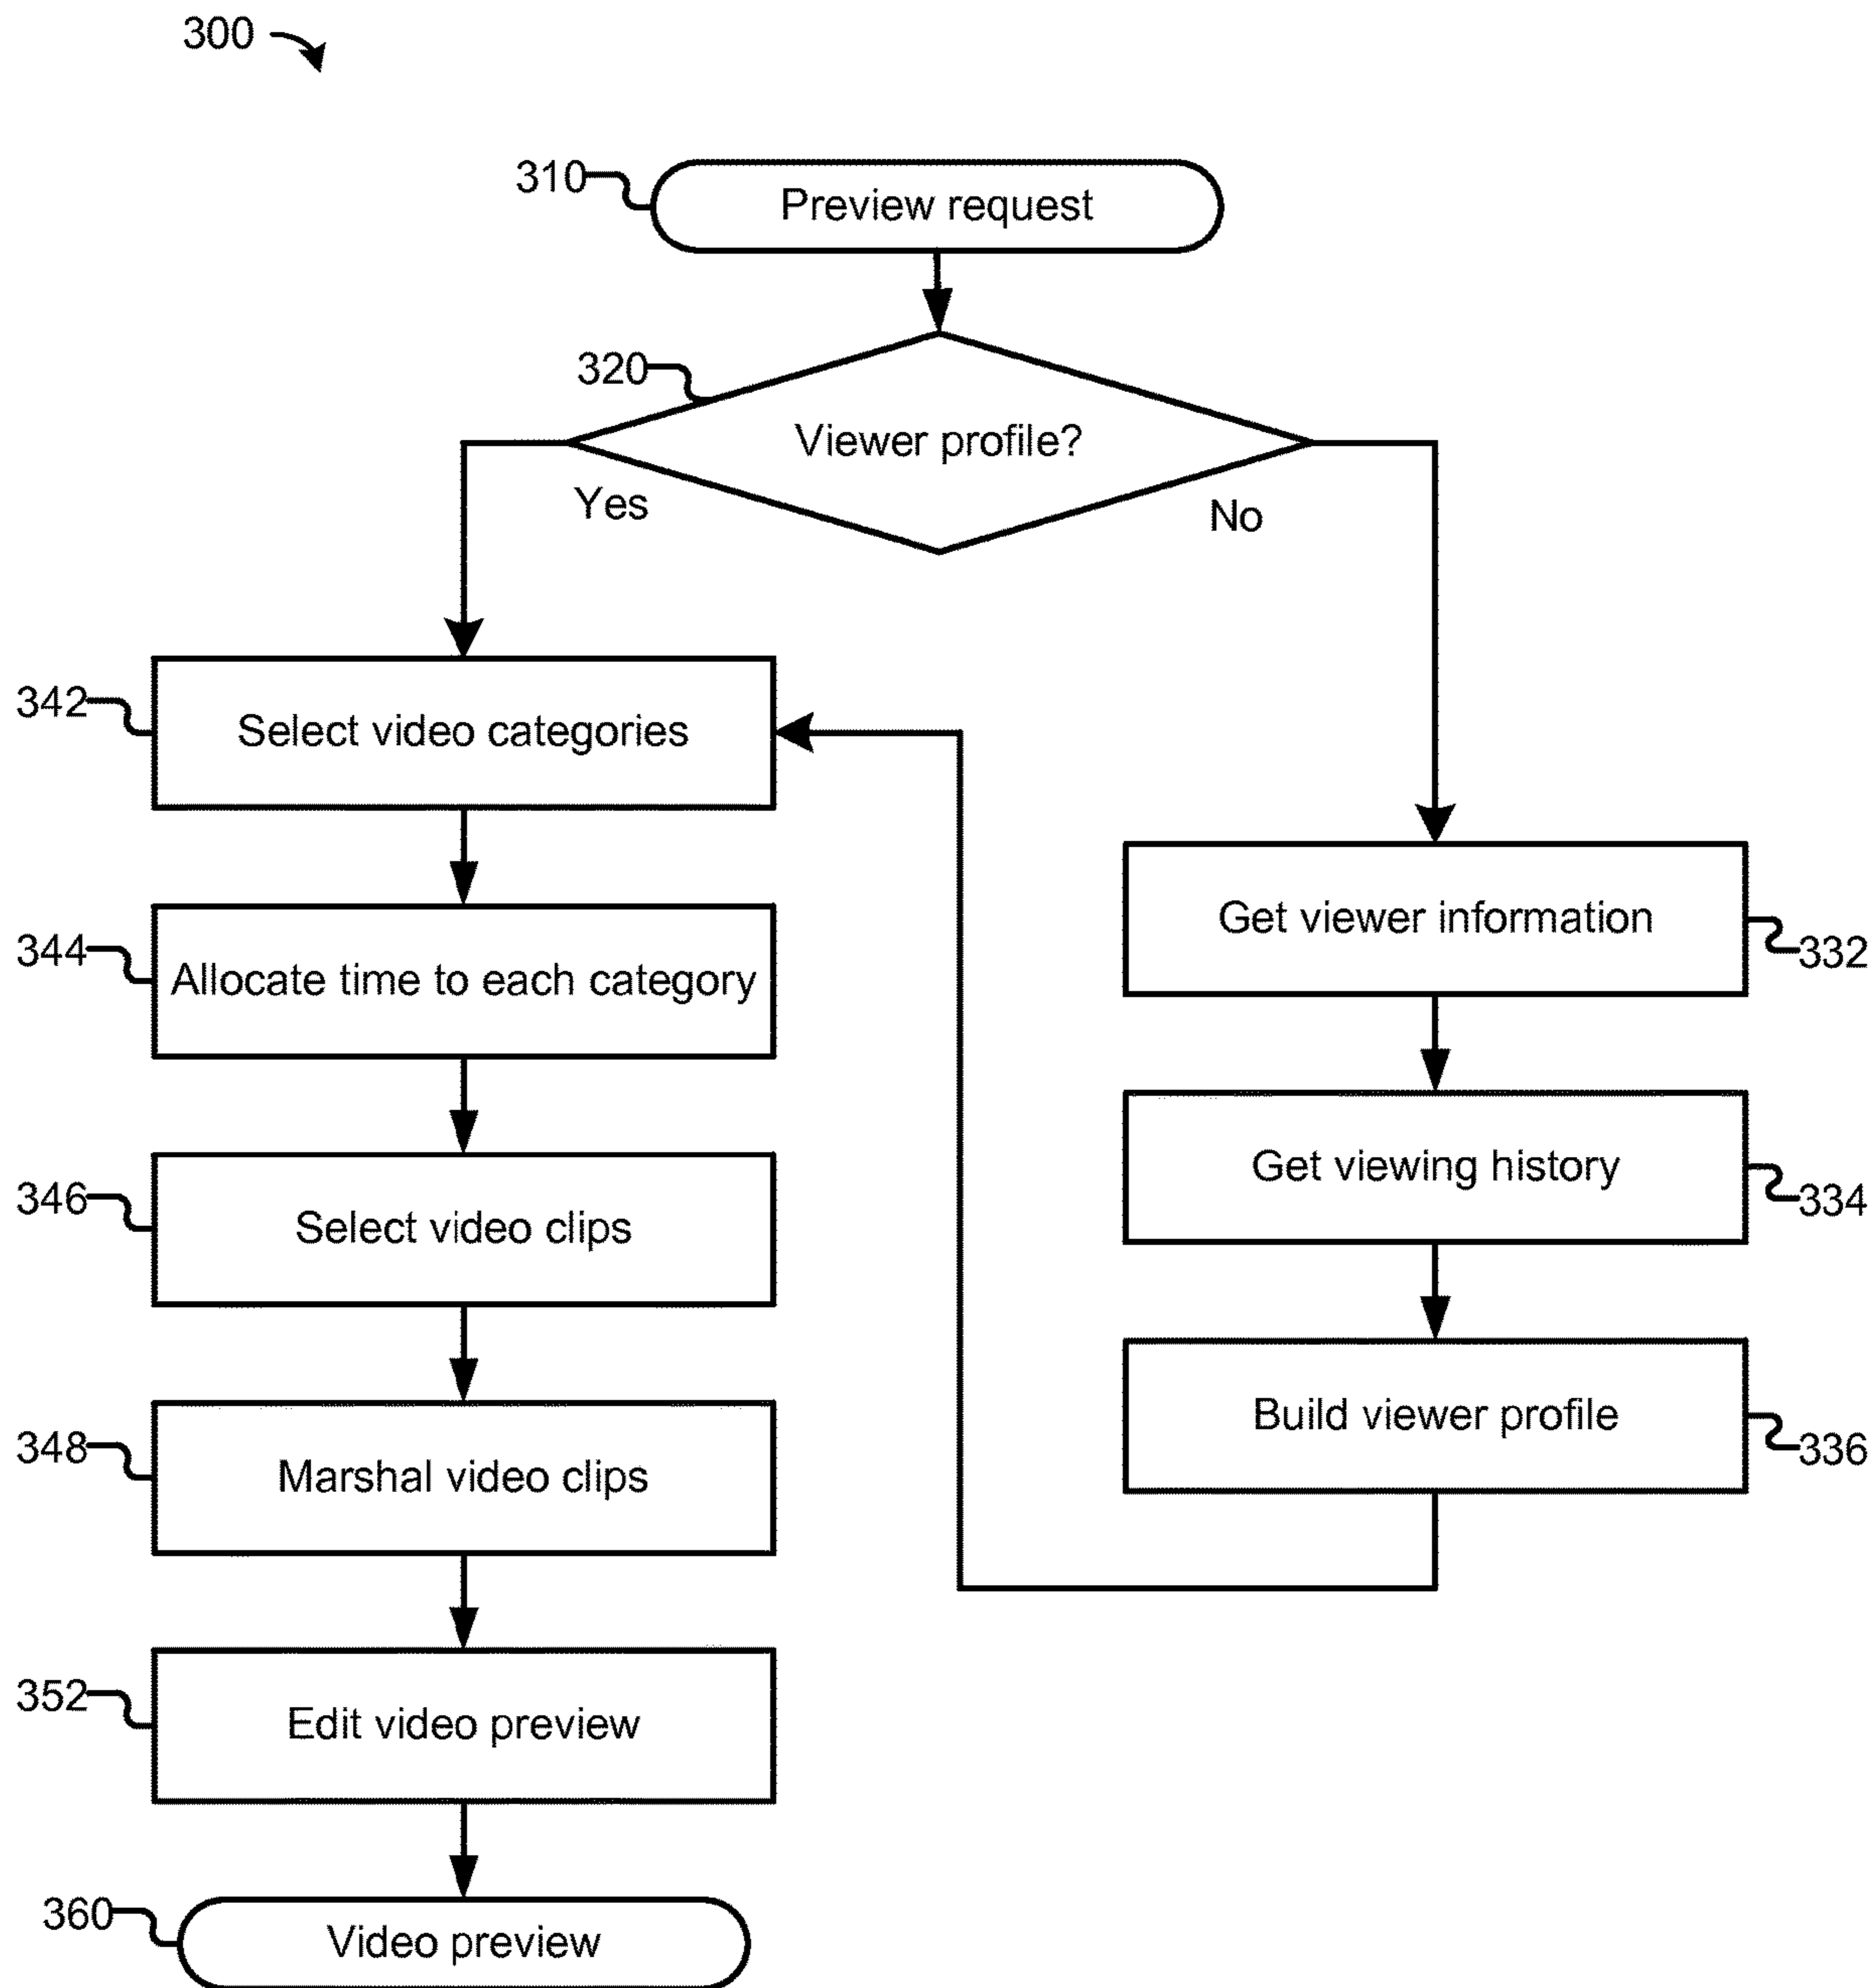 300
310
Preview request
320
Viewer profile?
Yes
No
342
Select video categories
344
Allocate time to each category
346
Select video clips
348
Marshal video clips
352
Edit video preview
360
Video preview
Get viewer information
332
Get viewing history
334
Build viewer profile
336